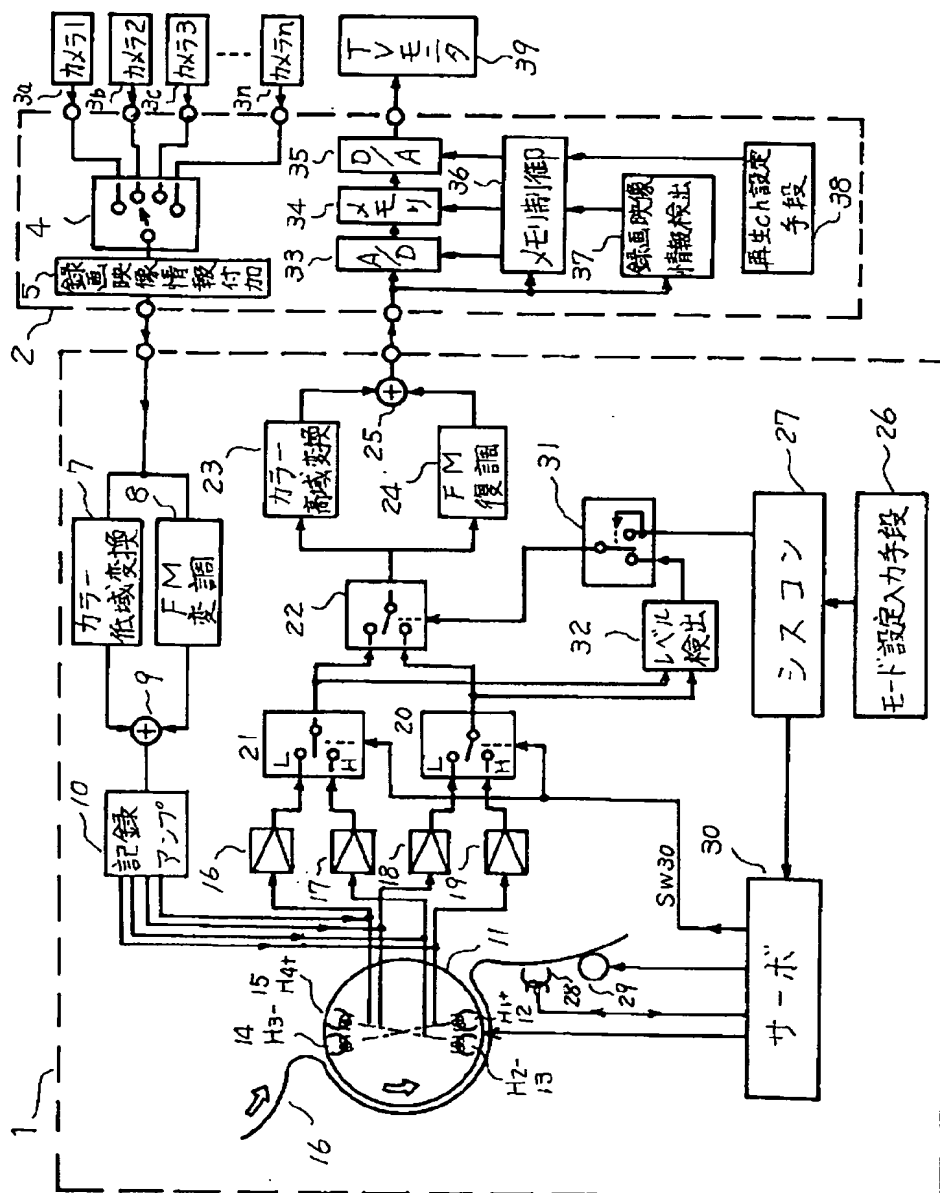 1
2
カメラ1
カメラ2
カメラ3
カメラn
3a
3b
3c
3n
4
5
録画映像情報付加
TVモニタ
39
D/A
35
メモリ
34
A/D
33
メモリ制御
36
録画映像情報検出
37
再生ch設定手段
38
カラー低域変換
7
FM変調
8
9
記録アンプ
10
カラー高域変換
23
FM復調
24
25
22
31
レベル検出
32
21
L
H
20
L
H
16
17
18
19
シスコン
27
モード設定入力手段
26
サーボ
30
SW30
11
15
H4+
14
H3-
H1+
12
H2-
13
28
29
16